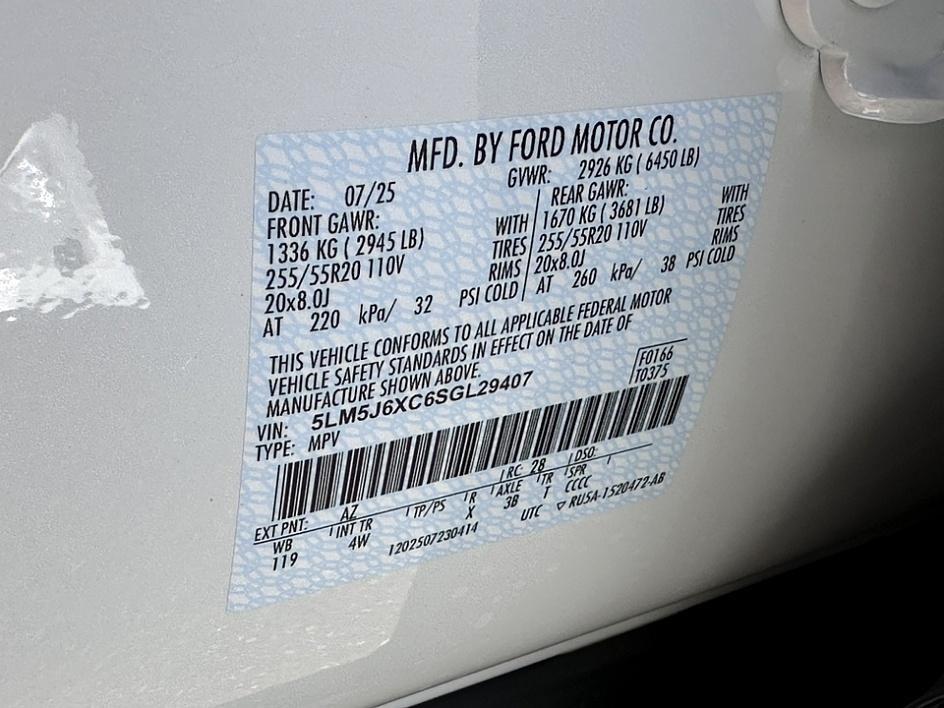 MFD. BY FORD MOTOR CO.
DATE: 07/25 GVWR: 2926 KG ( 6450 LB)
FRONT GAWR: REAR GAWR:
1336 KG ( 2945 LB) WITH 1670 KG ( 3681 LB) WITH
255/55R20 110V TIRES 255/55R20 110V TIRES
20x8.0J RIMS 20x8.0J RIMS
AT 220 kPa/ 32 PSI COLD AT 260 kPa/ 38 PSI COLD
THIS VEHICLE CONFORMS TO ALL APPLICABLE FEDERAL MOTOR
VEHICLE SAFETY STANDARDS IN EFFECT ON THE DATE OF
MANUFACTURE SHOWN ABOVE.
VIN: 5LM5J6XC6SGL29407 F0166
TYPE: MPV T0375
EXT PNT: AZ RC: 28 DSO:
WB INT TR TP/PS R AXLE TR SPR
119 4W X 3B T CCCC
1202507230414 UTC ▽ RU5A-1520472-AB